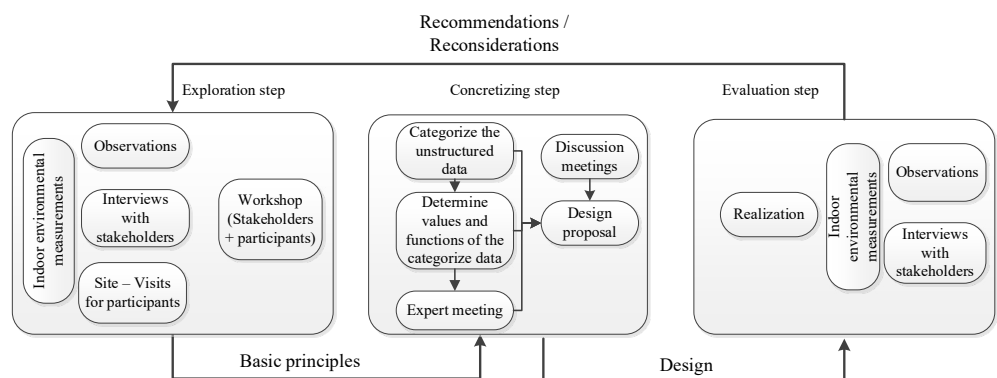 Recommendations /
Reconsiderations
Exploration step
Concretizing step
Evaluation step
Indoor environmental
measurements
Observations
Interviews
with
stakeholders
Site – Visits
for participants
Workshop
(Stakeholders
+ participants)
Categorize the
unstructured
data
Determine
values and
functions of the
categorize data
Expert meeting
Discussion
meetings
Design
proposal
Realization
Indoor
environmental
measurements
Observations
Interviews
with
stakeholders
Basic principles
Design